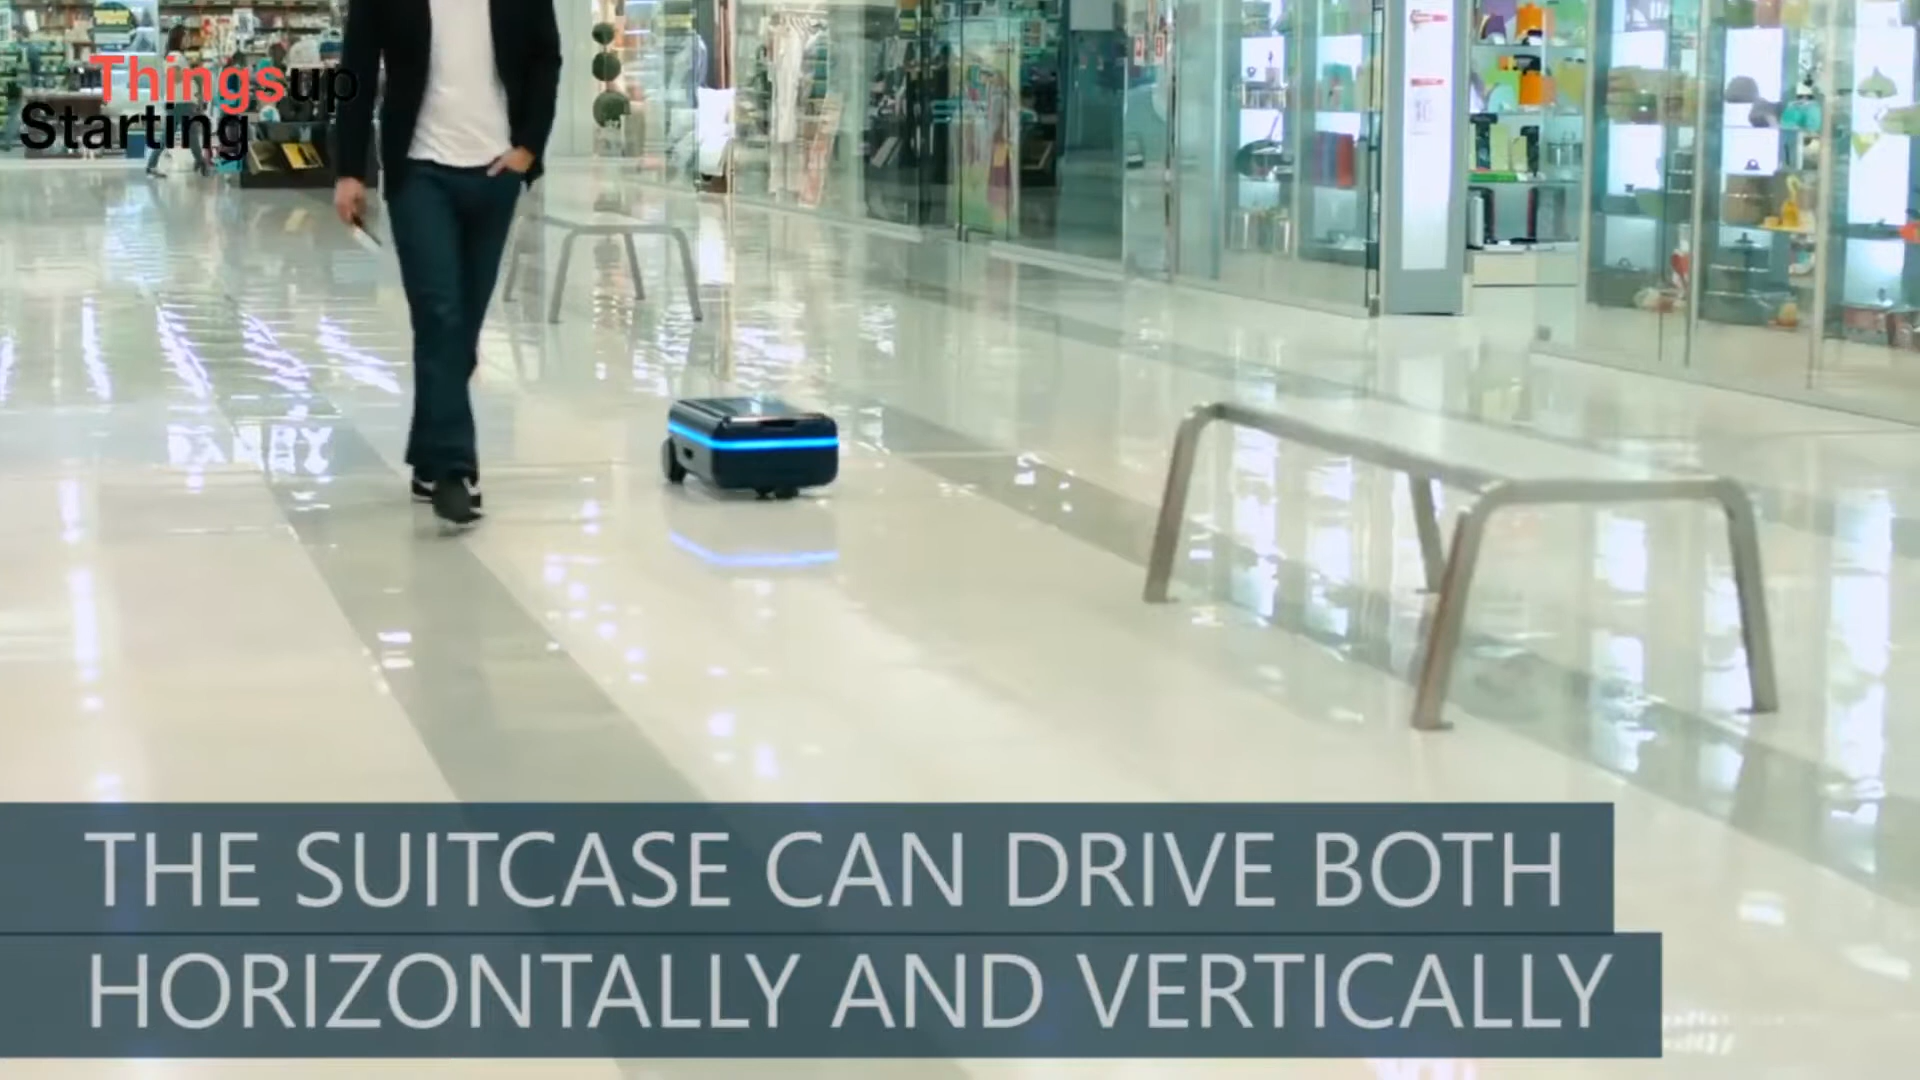 Thingsup
Starting
THE SUITCASE CAN DRIVE BOTH
HORIZONTALLY AND VERTICALLY